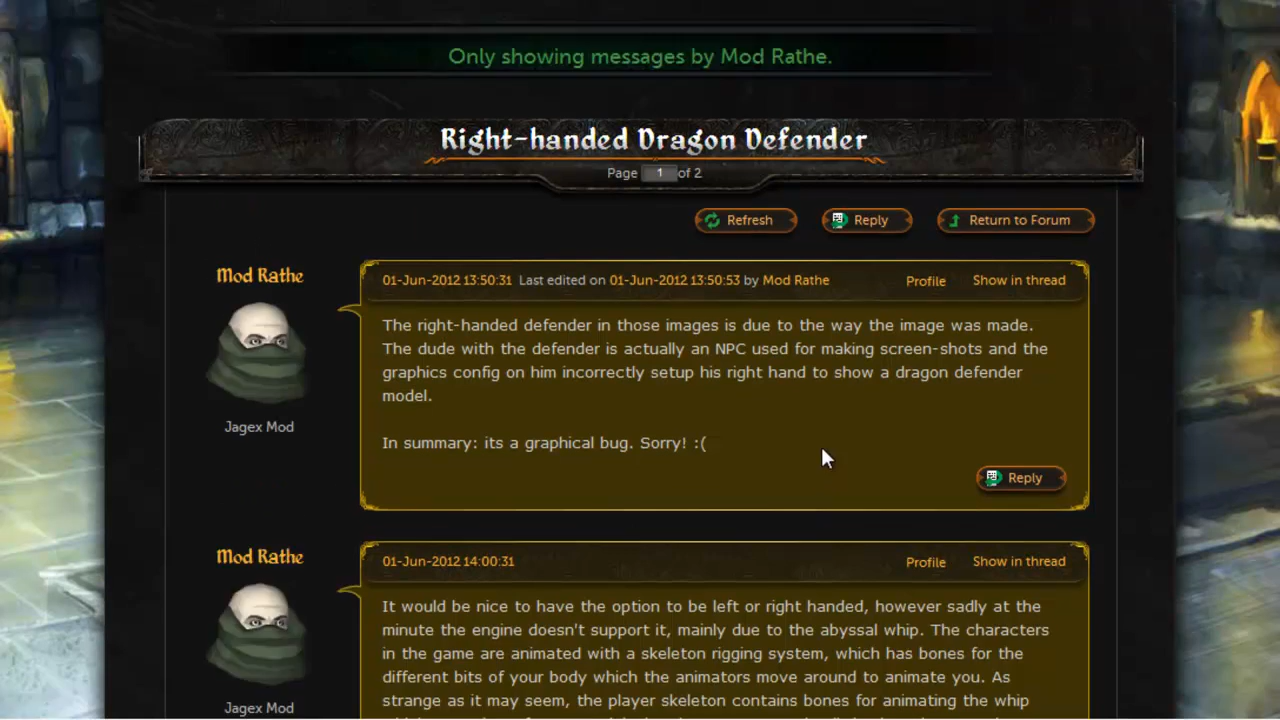 Only showing messages by Mod Rathe.
Right-handed Dragon Defender
Page 1 of 2
Refresh
Reply
Return to Forum
Mod Rathe
Jagex Mod
01-Jun-2012 13:50:31 Last edited on 01-Jun-2012 13:50:53 by Mod Rathe
Profile
Show in thread
The right-handed defender in those images is due to the way the image was made.
The dude with the defender is actually an NPC used for making screen-shots and the
graphics config on him incorrectly setup his right hand to show a dragon defender
model.
In summary: its a graphical bug. Sorry! :(
Reply
Mod Rathe
Jagex Mod
01-Jun-2012 14:00:31
Profile
Show in thread
It would be nice to have the option to be left or right handed, however sadly at the
minute the engine doesn't support it, mainly due to the abyssal whip. The characters
in the game are animated with a skeleton rigging system, which has bones for the
different bits of your body which the animators move around to animate you. As
strange as it may seem, the player skeleton contains bones for animating the whip